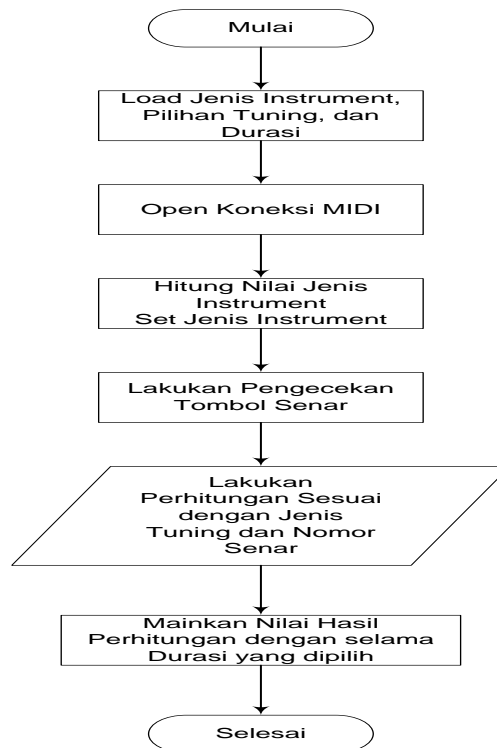 Mulai
Load Jenis Instrument,
Pilihan Tuning, dan
Durasi
Open Koneksi MIDI
Hitung Nilai Jenis
Instrument
Set Jenis Instrument
Lakukan Pengecekan
Tombol Senar
Lakukan
Perhitungan Sesuai
dengan Jenis
Tuning dan Nomor
Senar
Mainkan Nilai Hasil
Perhitungan dengan selama
Durasi yang dipilih
Selesai